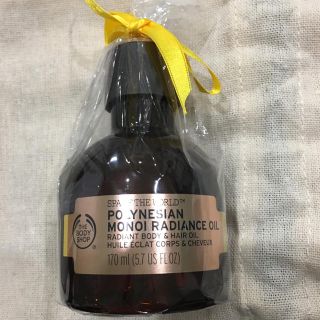 SPA OF THE WORLD™
POLYNESIAN
MONOI RADIANCE OIL
RADIANT BODY & HAIR OIL
HUILE ÉCLAT CORPS & CHEVEUX
170 ml (5.7 US FL OZ)
THE
BODY
SHOP